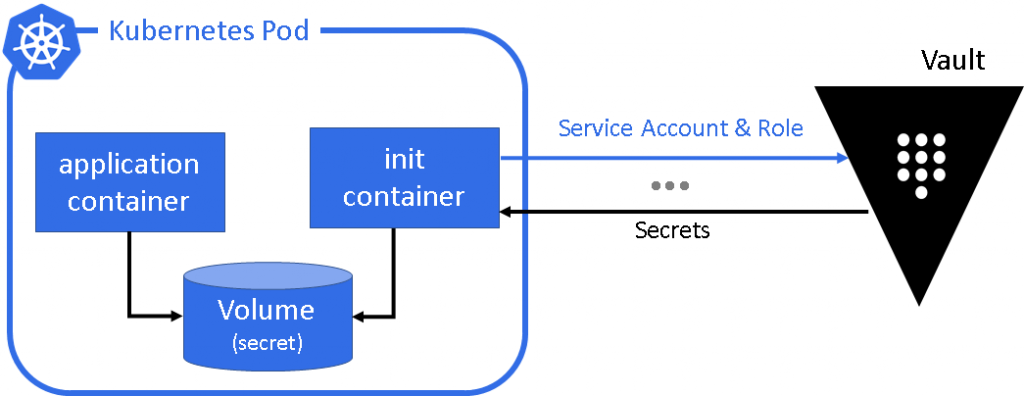 Kubernetes Pod
Vault
Service Account & Role
application
container
init
container
Secrets
Volume
(secret)